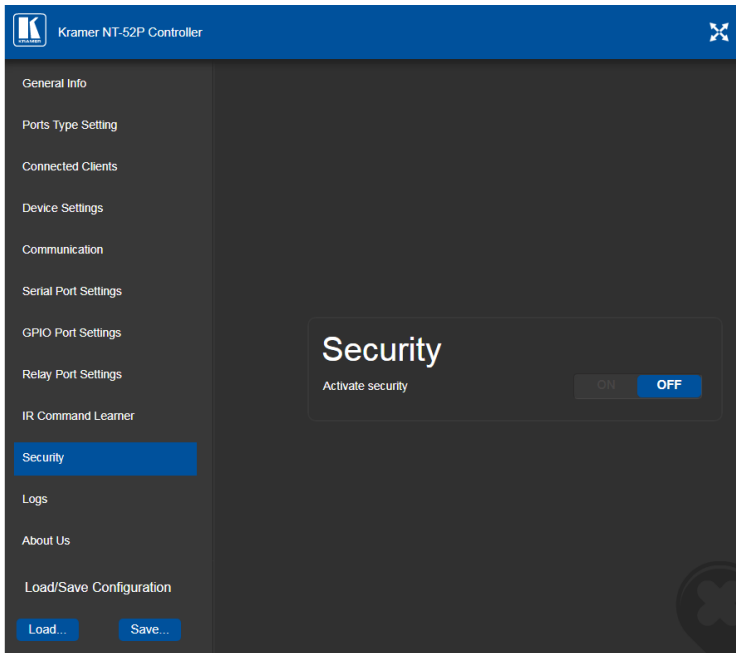 KRAMER
Kramer NT-52P Controller
General Info
Ports Type Setting
Connected Clients
Device Settings
Communication
Serial Port Settings
GPIO Port Settings
Relay Port Settings
IR Command Learner
Security
Logs
About Us
Load/Save Configuration
Load...
Save...
Security
Activate security
ON
OFF